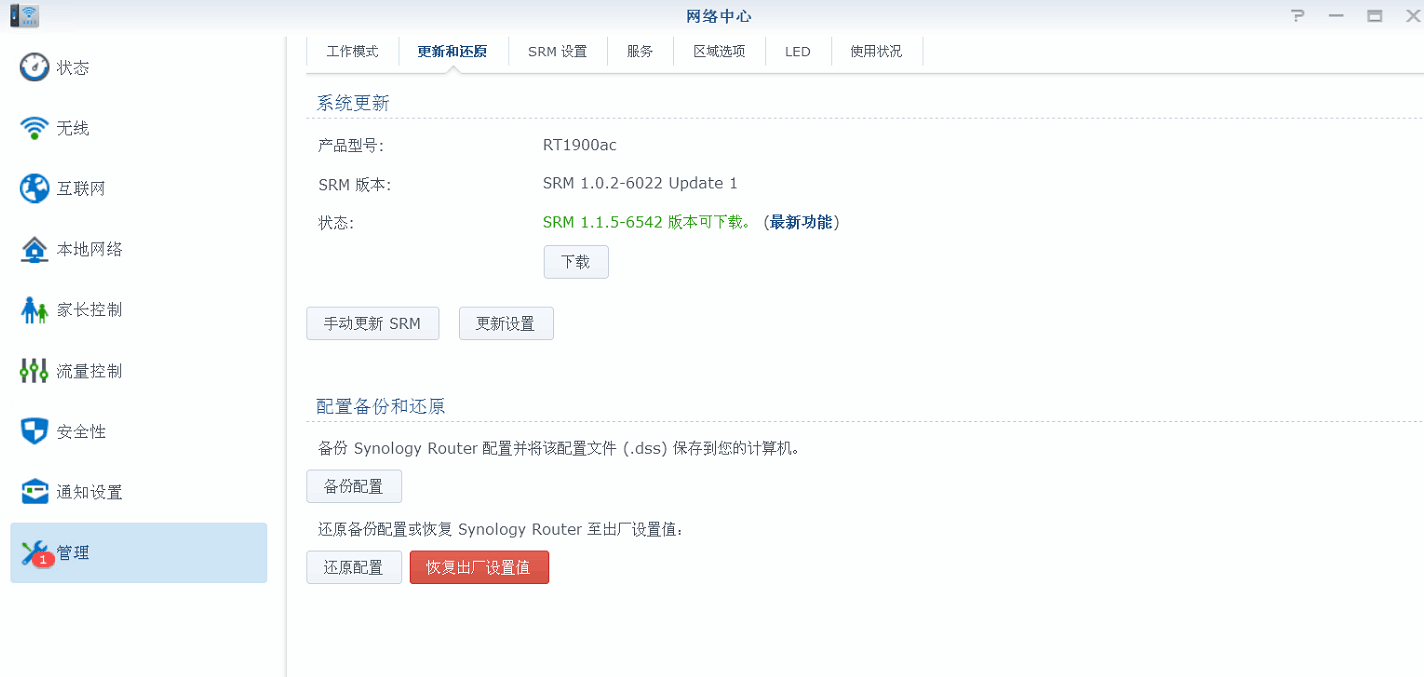 网络中心
状态
无线
互联网
本地网络
家长控制
流量控制
安全性
通知设置
1
管理
工作模式 更新和还原 SRM 设置 服务 区域选项 LED 使用状况
系统更新
产品型号: RT1900ac
SRM 版本: SRM 1.0.2-6022 Update 1
状态: SRM 1.1.5-6542 版本可下载。 (最新功能)
下载
手动更新 SRM 更新设置
配置备份和还原
备份 Synology Router 配置并将该配置文件 (.dss) 保存到您的计算机。
备份配置
还原备份配置或恢复 Synology Router 至出厂设置值:
还原配置 恢复出厂设置值